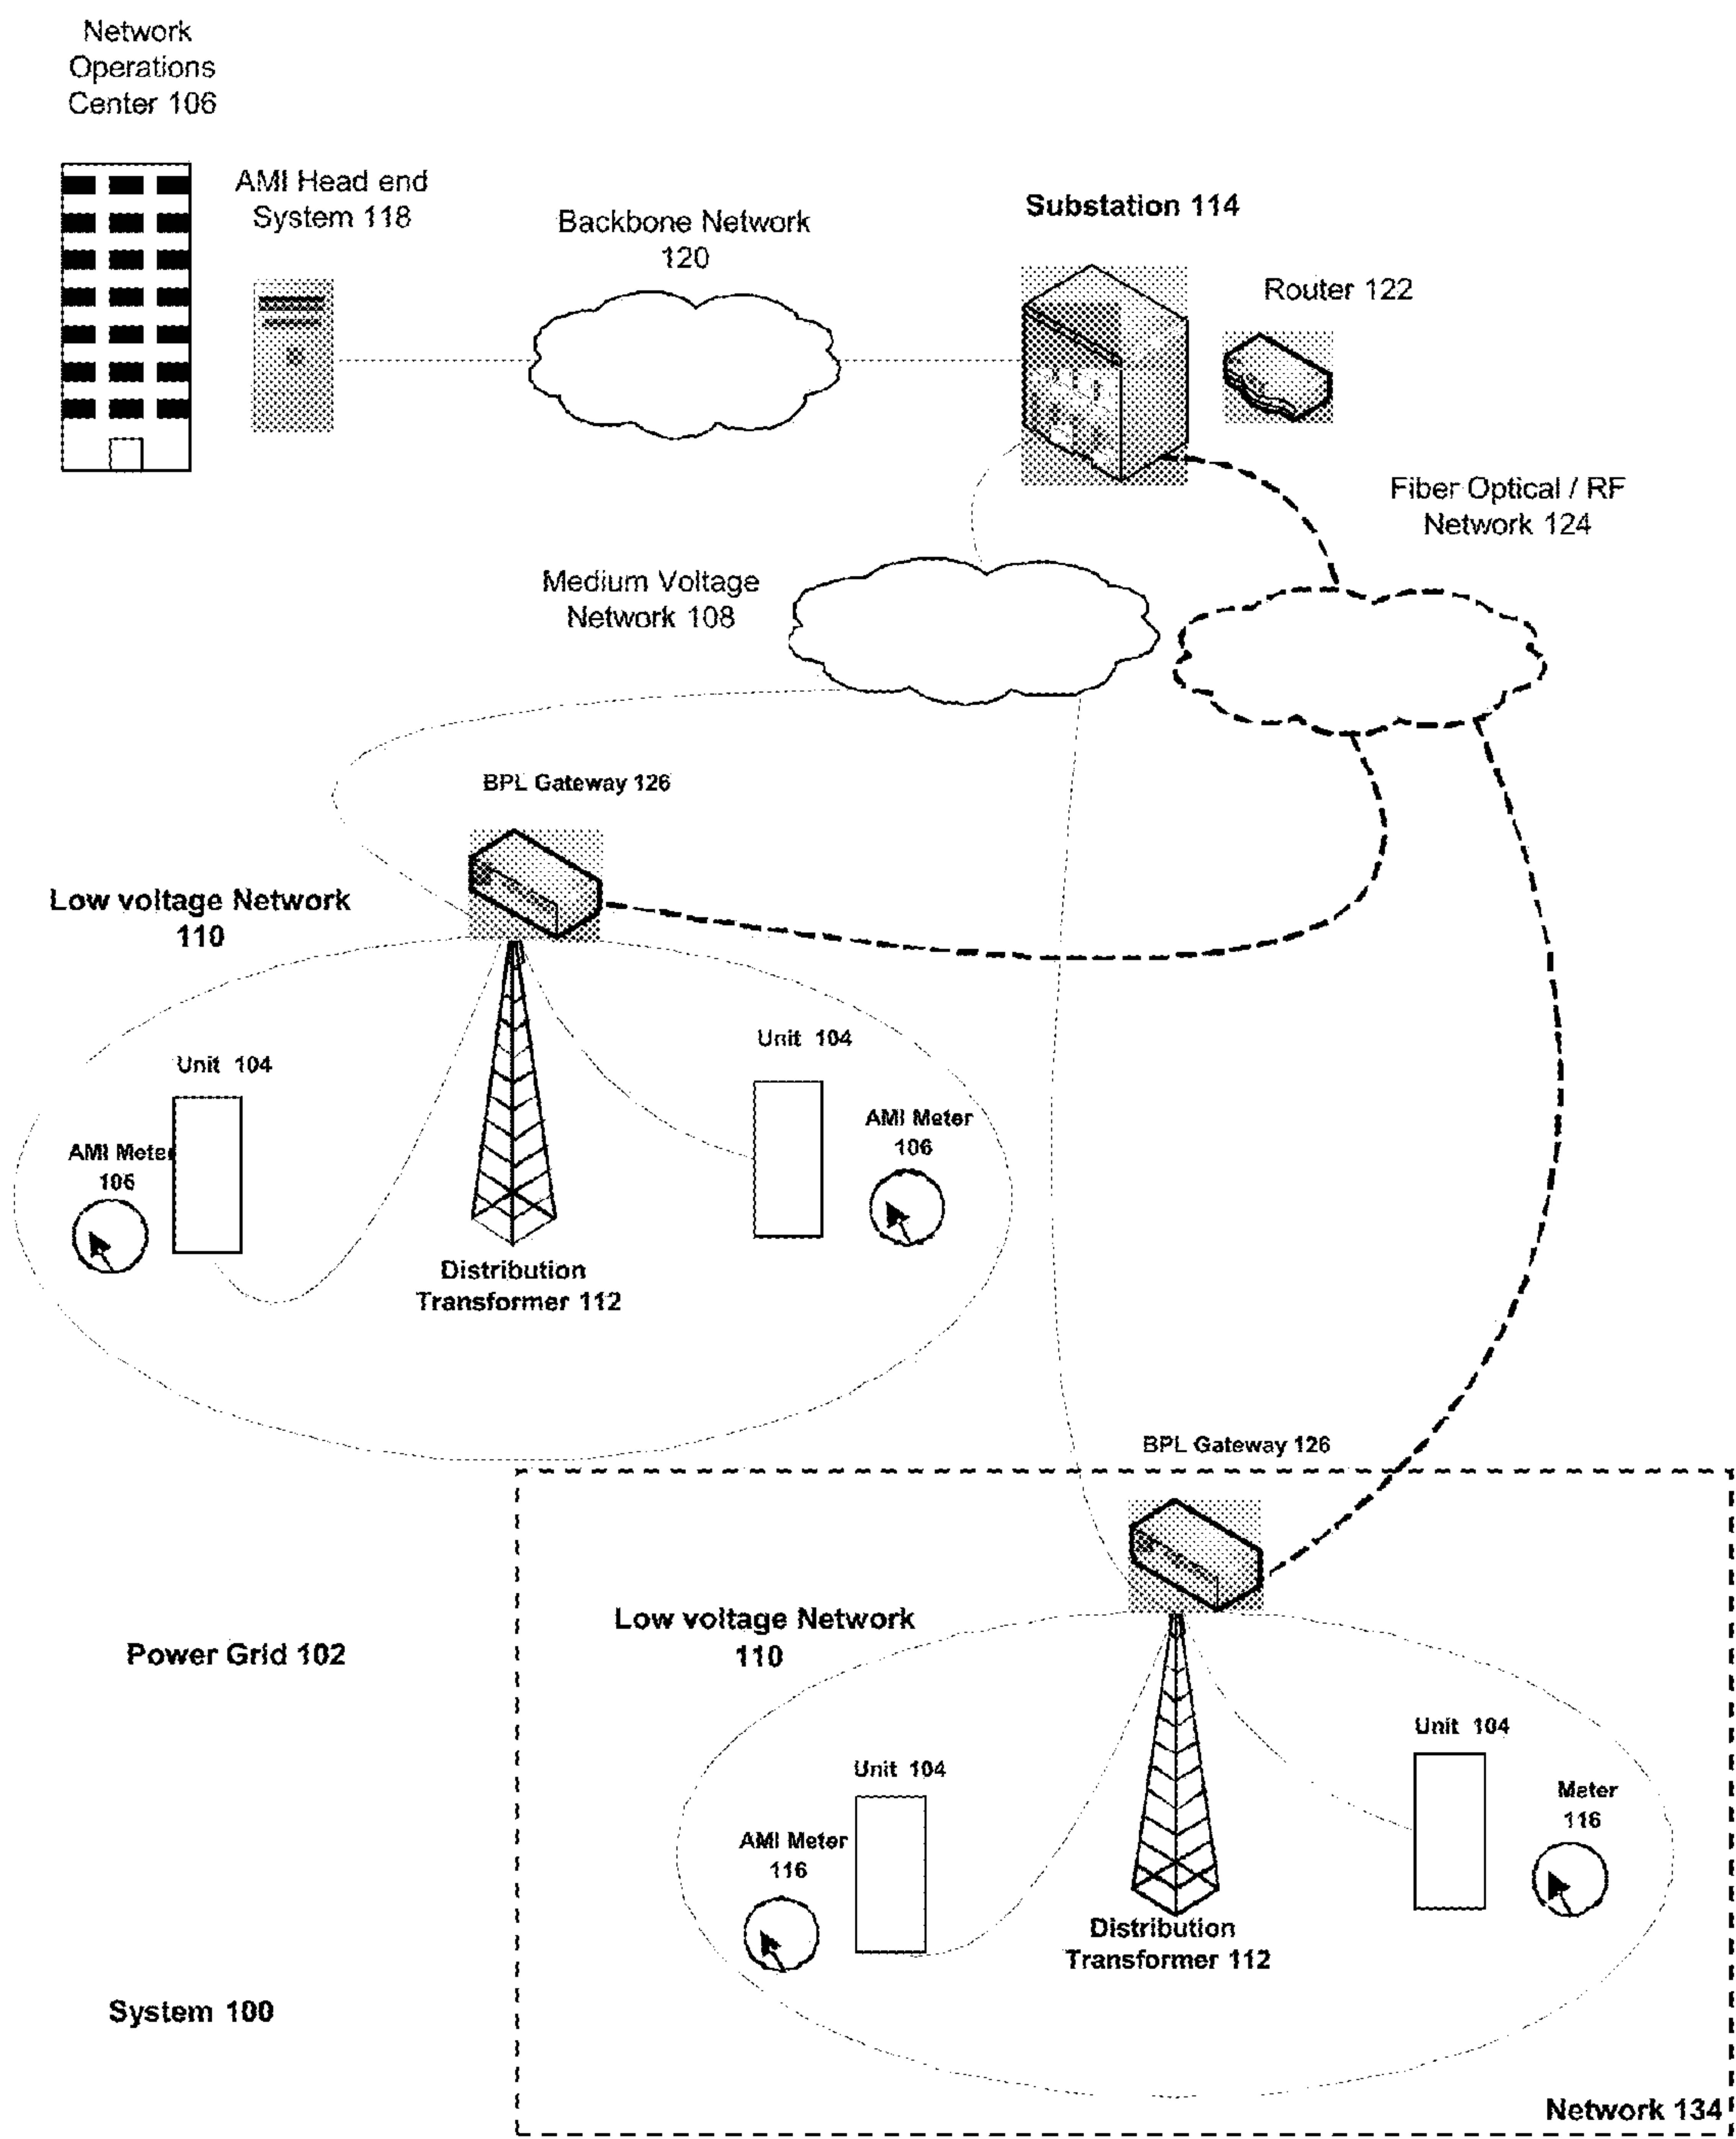 Network
Operations
Center 106
AMI Head end
System 118
Backbone Network
120
Substation 114
Router 122
Fiber Optical / RF
Network 124
Medium Voltage
Network 108
BPL Gateway 126
Low voltage Network
110
Unit 104
Unit 104
AMI Meter
106
AMI Meter
106
Distribution
Transformer 112
BPL Gateway 126
Low voltage Network
110
Power Grid 102
Unit 104
Unit 104
Meter
116
AMI Meter
116
Distribution
Transformer 112
System 100
Network 134